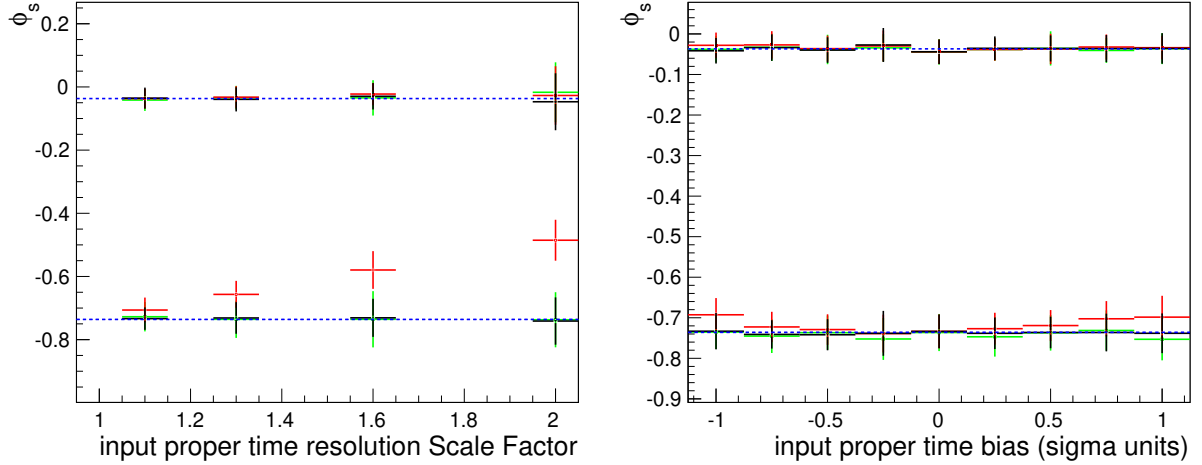 ϕs
0.2
0
-0.2
-0.4
-0.6
-0.8
1 1.2 1.4 1.6 1.8 2
input proper time resolution Scale Factor
ϕs
0
-0.1
-0.2
-0.3
-0.4
-0.5
-0.6
-0.7
-0.8
-0.9
-1 -0.5 0 0.5 1
input proper time bias (sigma units)